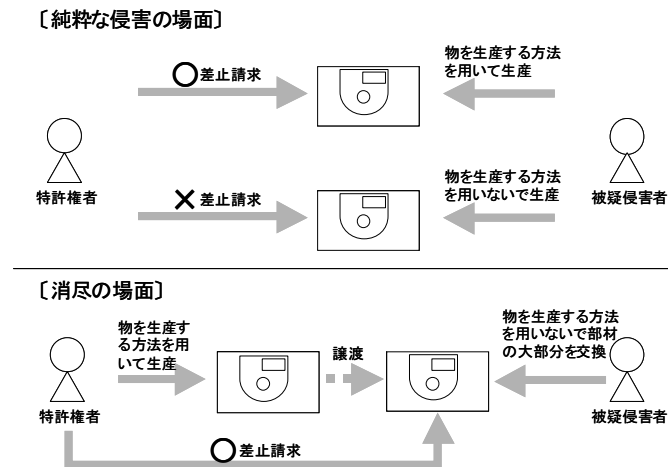 〔純粋な侵害の場面〕
○差止請求
物を生産する方法
を用いて生産
特許権者
被疑侵害者
×差止請求
物を生産する方法
を用いないで生産
〔消尽の場面〕
物を生産す
る方法を用
いて生産
譲渡
物を生産する方法
を用いないで部材
の大部分を交換
特許権者
被疑侵害者
○差止請求